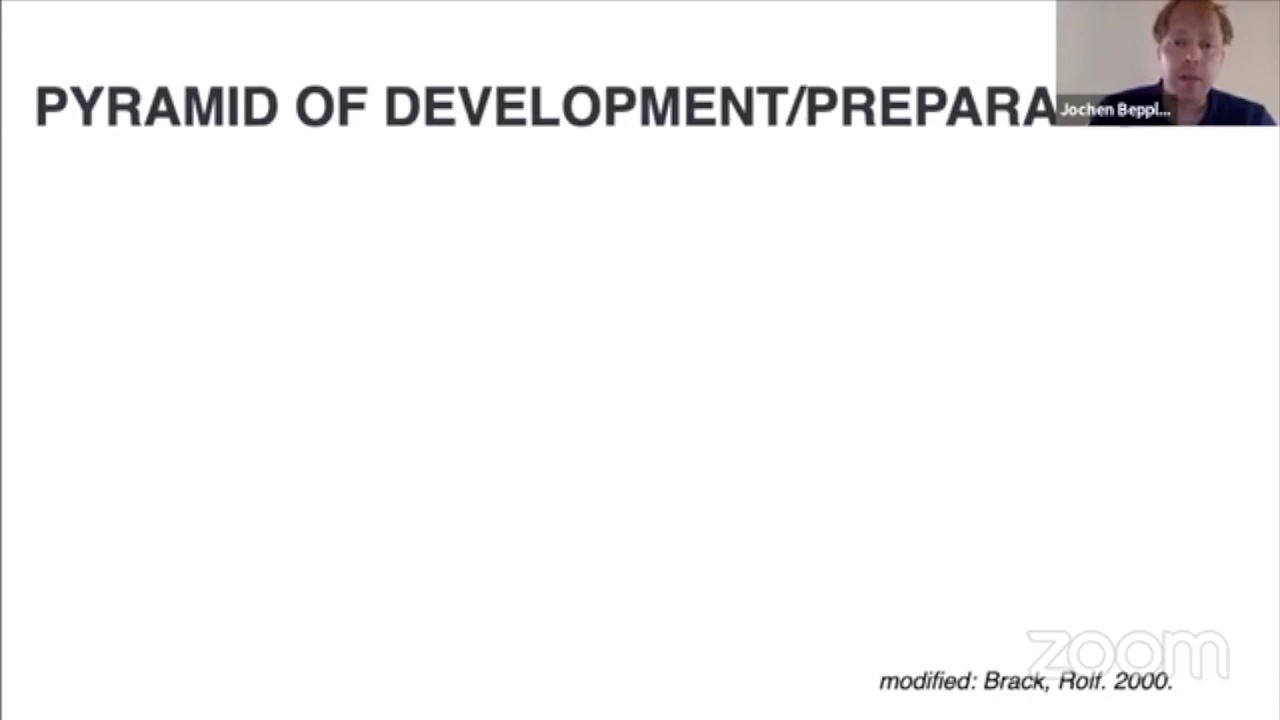 PYRAMID OF DEVELOPMENT/PREPARA
Jochen Beppl...
zoom
modified: Brack, Rolf. 2000.